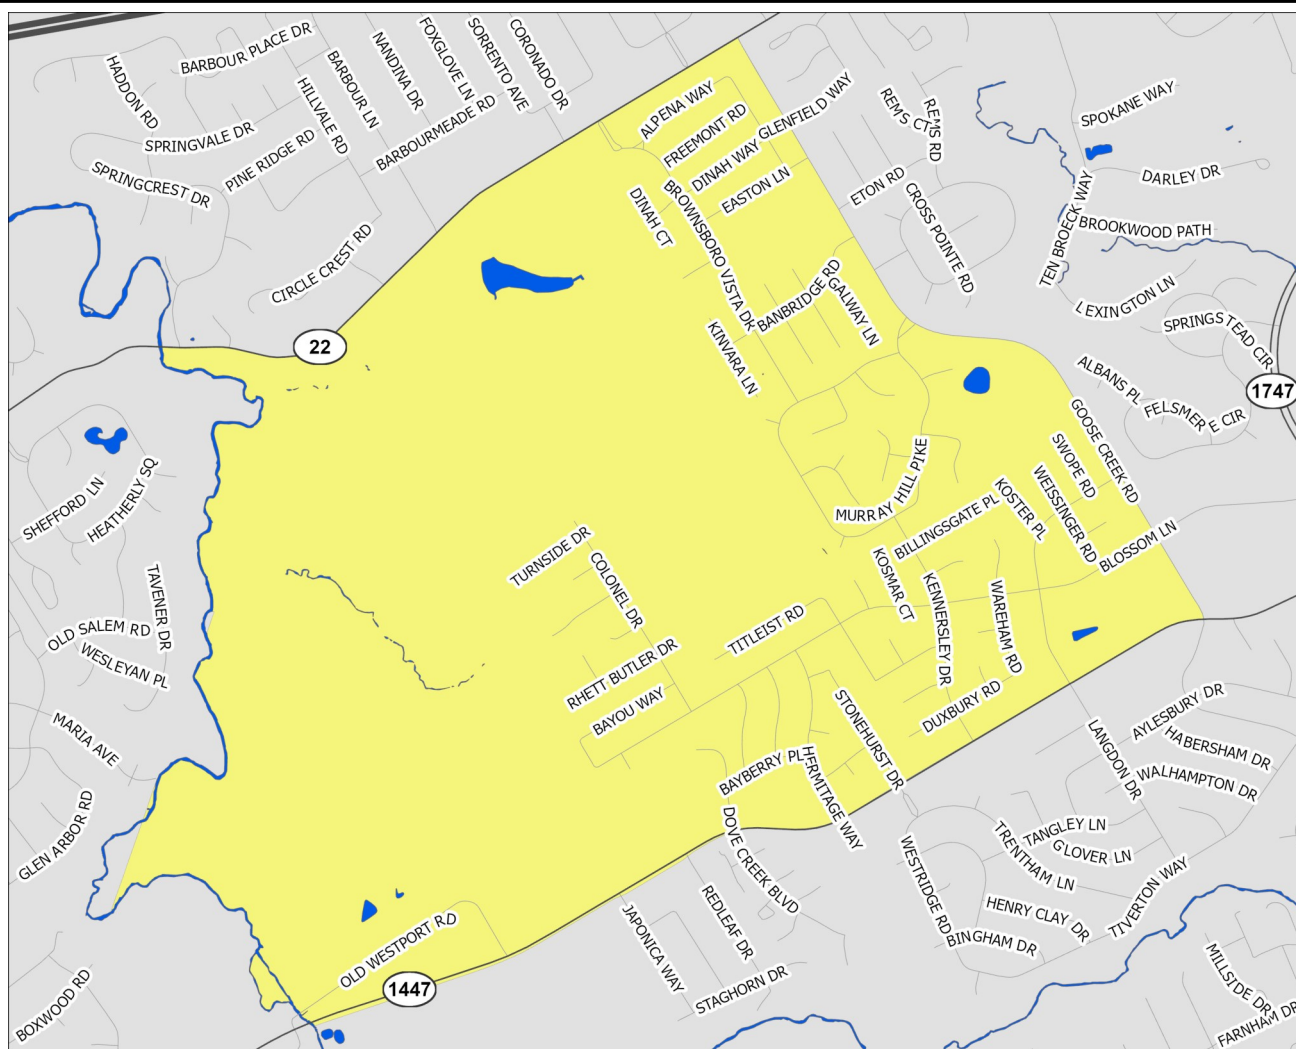 BARBOUR PLACE DR
HADDON RD
BARBOUR LN
NANDINA DR
FOXGLOVE LN
SORRENTO AVE
CORONADO DR
HILLVALE RD
SPRINGVALE DR
PINE RIDGE RD
BARBOURMEADE RD
SPRINGCREST DR
CIRCLE CREST RD
ALPENA WAY
FREEMONT RD
DINAH WAY
GLENFIELD WAY
EASTON LN
DINAH CT
BROWNSBORO VISTA DR
REMS CT
REMS RD
ETON RD
CROSS POINTE RD
SPOKANE WAY
DARLEY DR
TEN BROECK WAY
BROOKWOOD PATH
LEXINGTON LN
SPRINGSTEAD CIR
BANBRIDGE RD
GALWAY LN
KINVARA LN
22
ALBANS PL
FELSMERE CIR
1747
GOOSE CREEK RD
SWOPE RD
WEISSINGER RD
KOSTER PL
BLOSSOM LN
MURRAY HILL PIKE
BILLINGSGATE PL
SHEFFORD LN
HEATHERLY SQ
TURNSIDE DR
COLONEL DR
KOSMAR CT
KENNERSLEY DR
WAREHAM RD
TAVENER DR
OLD SALEM RD
WESLEYAN PL
TITLEIST RD
RHETT BUTLER DR
BAYOU WAY
DUXBURY RD
STONEHURST DR
MARIA AVE
BAYBERRY PL
HERMITAGE WAY
LANGDON DR
AYLESBURY DR
HABERSHAM DR
WALHAMPTON DR
GLEN ARBOR RD
DOVE CREEK BLVD
TANGLEY LN
GLOVER LN
TRENTHAM LN
WESTRIDGE RD
HENRY CLAY DR
BINGHAM DR
TIVERTON WAY
OLD WESTPORT RD
1447
JAPONICA WAY
REDLEAF DR
STAGHORN DR
BOXWOOD RD
MILLSIDE DR
FARNHAM DR